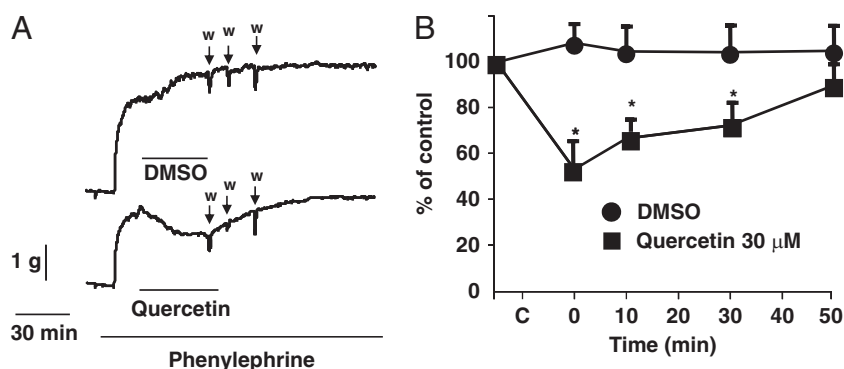 A
w w w
DMSO
w w w
1 g
Quercetin
30 min
Phenylephrine
B
% of control
100
80
60
40
20
0
*
*
*
DMSO
Quercetin 30 μM
C 0 10 20 30 40 50
Time (min)